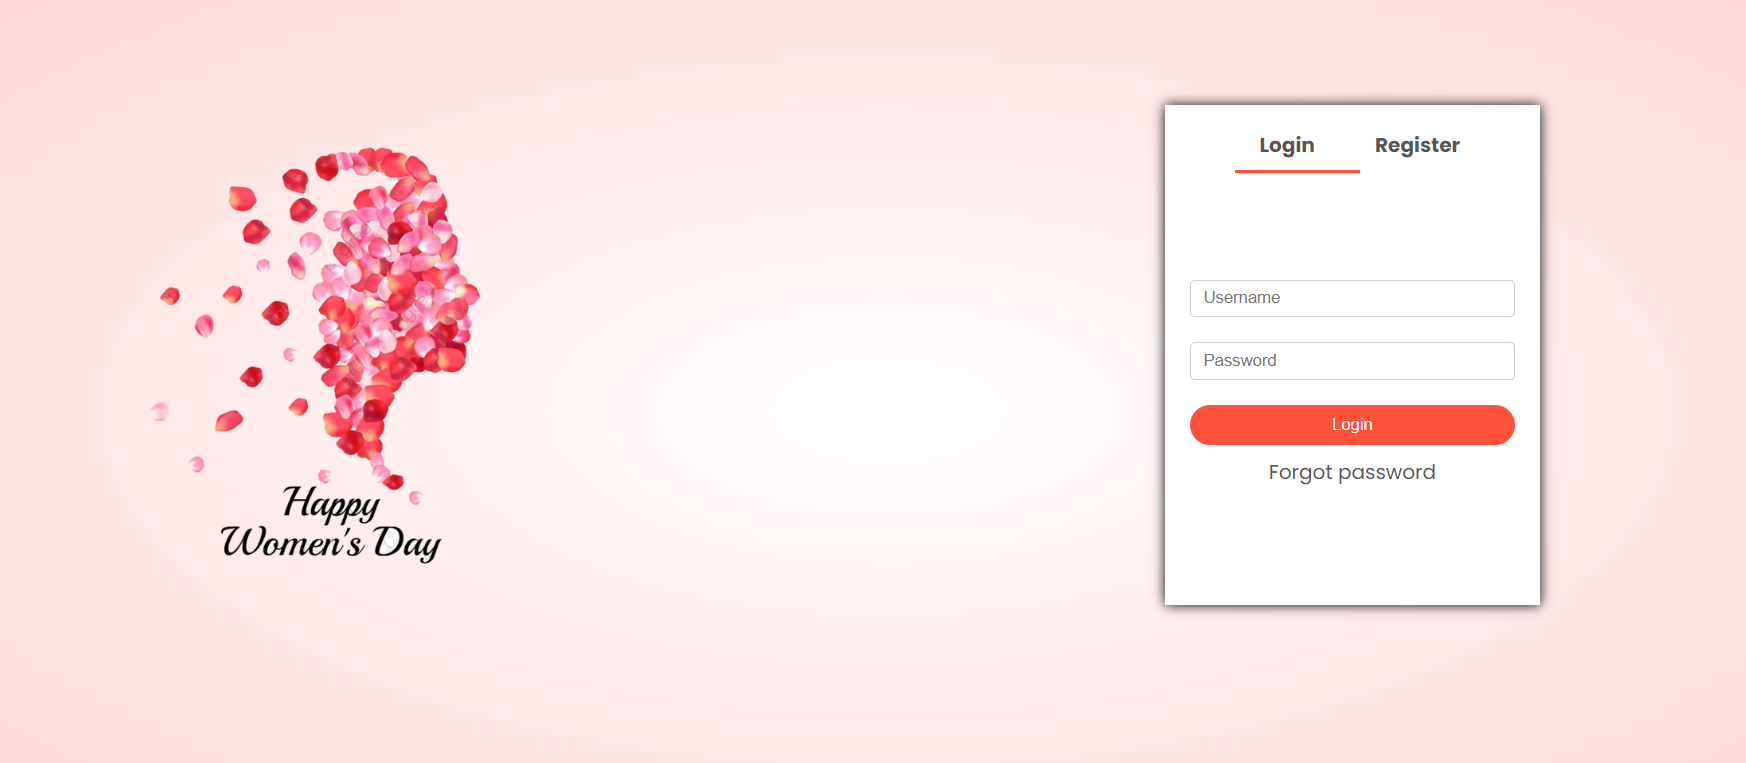 Happy
Women's Day
Login Register
Username
Password
Login
Forgot password